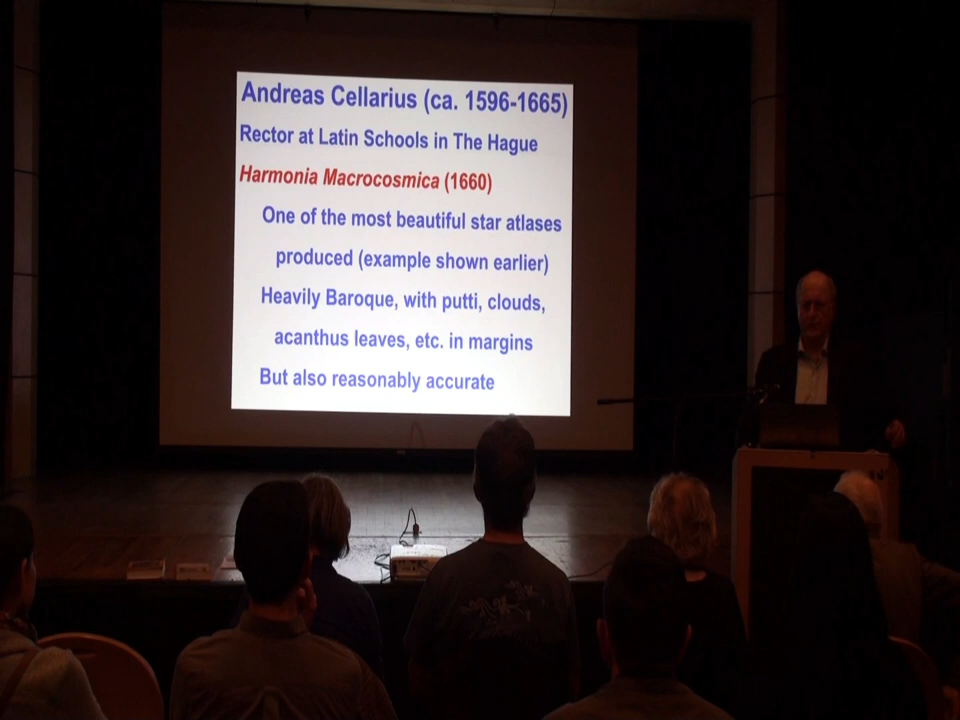 Andreas Cellarius (ca. 1596-1665)
Rector at Latin Schools in The Hague
Harmonia Macrocosmica (1660)
One of the most beautiful star atlases
produced (example shown earlier)
Heavily Baroque, with putti, clouds,
acanthus leaves, etc. in margins
But also reasonably accurate